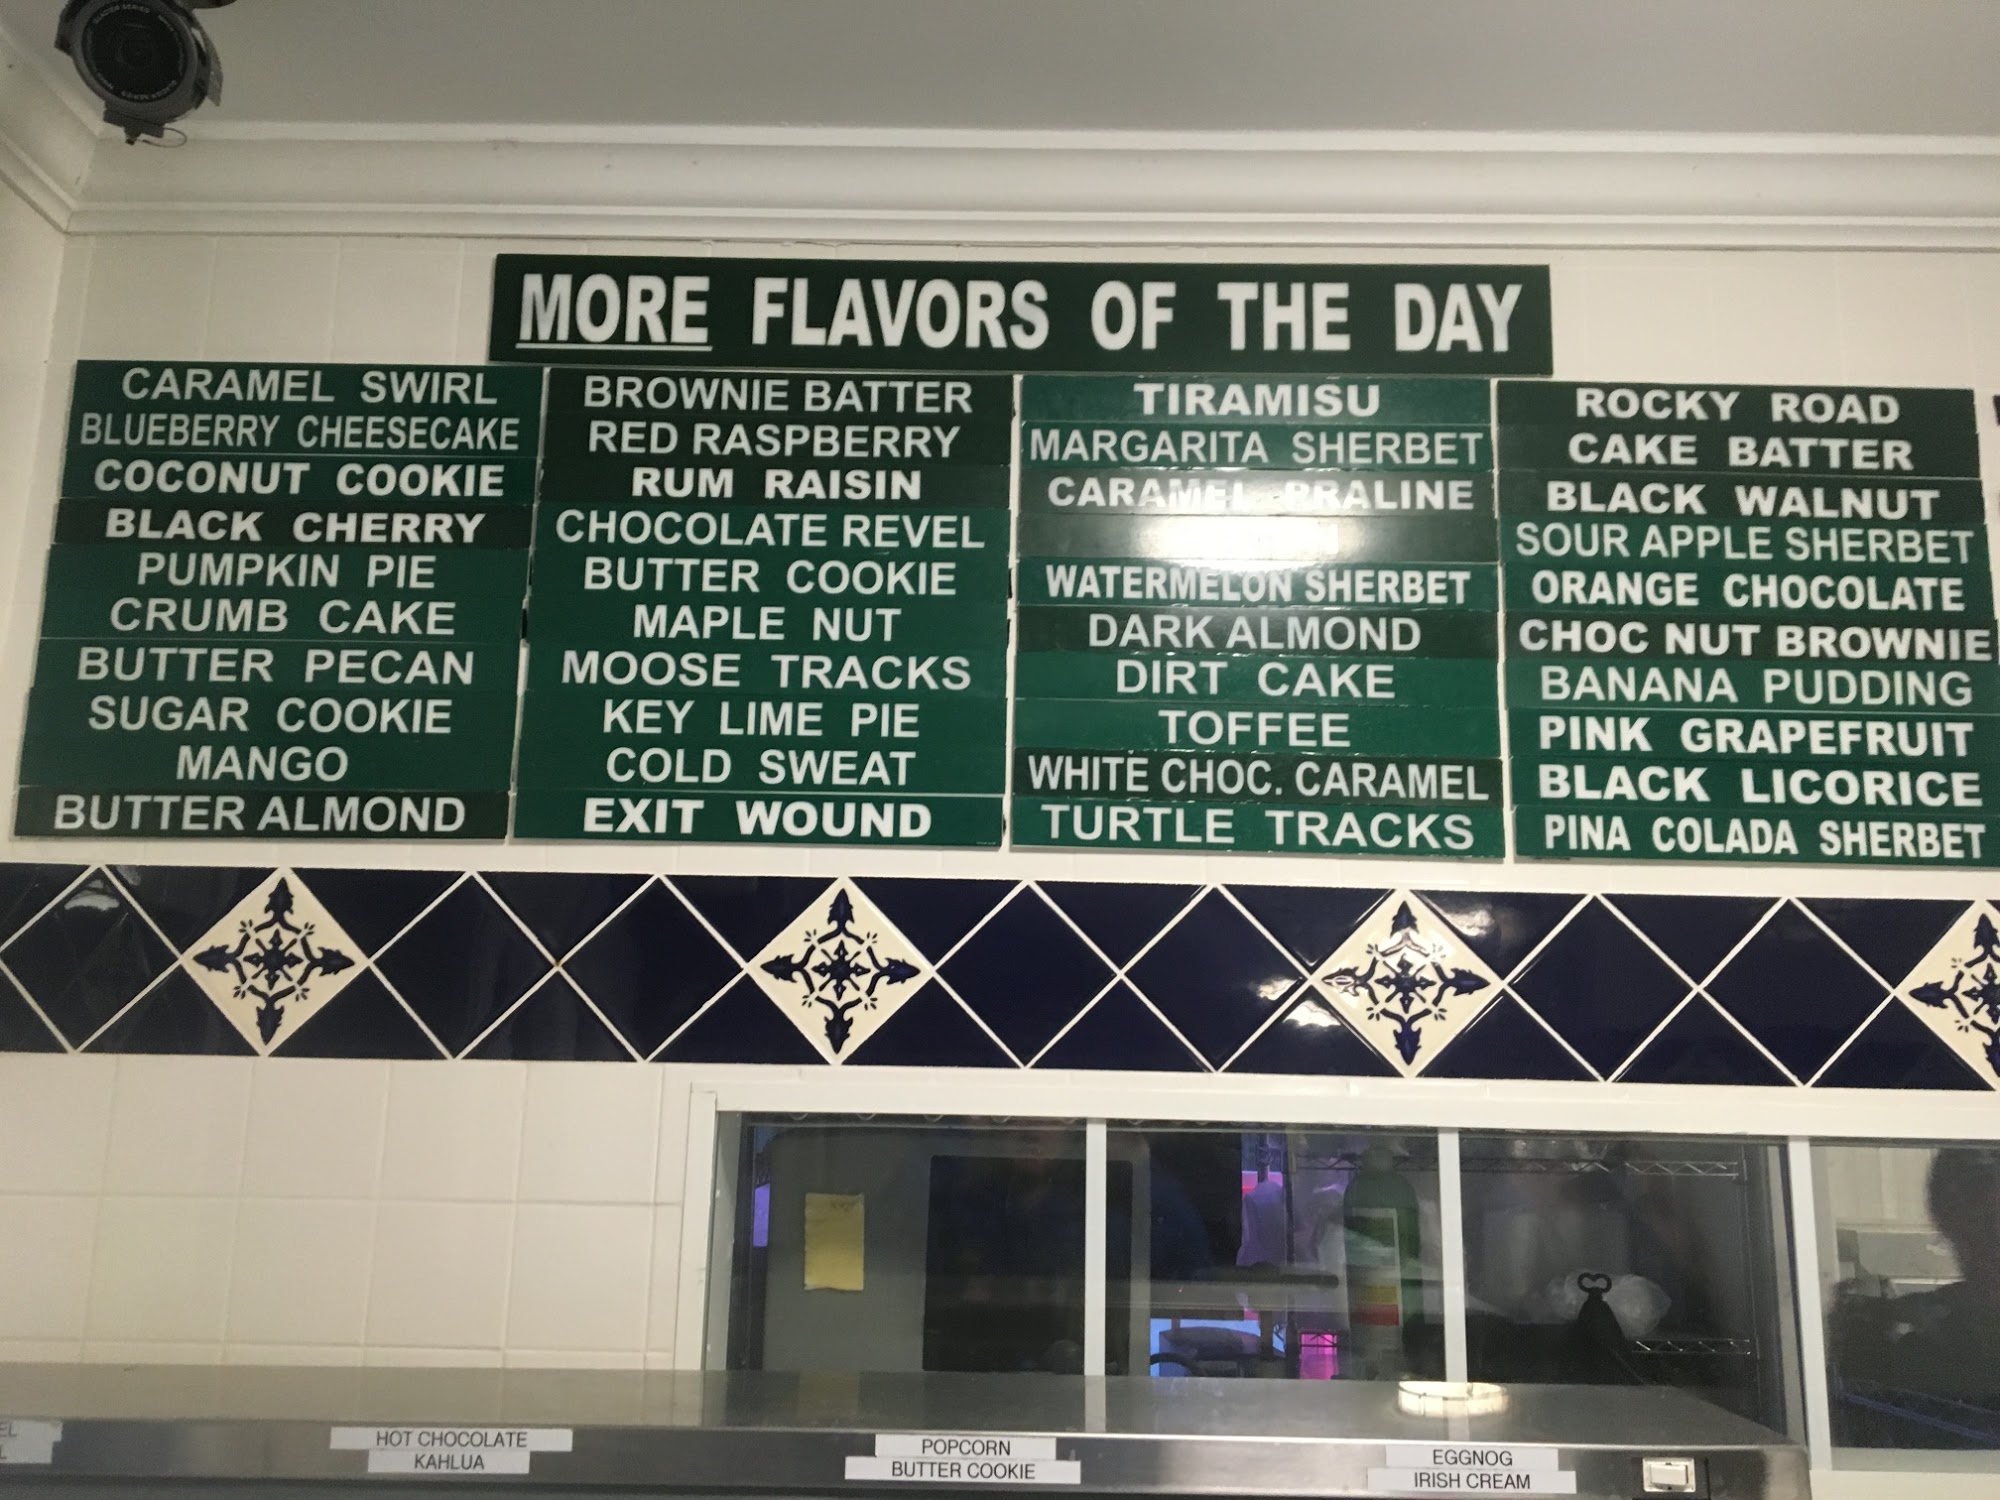 MORE FLAVORS OF THE DAY
CARAMEL SWIRL
BLUEBERRY CHEESECAKE
COCONUT COOKIE
BLACK CHERRY
PUMPKIN PIE
CRUMB CAKE
BUTTER PECAN
SUGAR COOKIE
MANGO
BUTTER ALMOND
BROWNIE BATTER
RED RASPBERRY
RUM RAISIN
CHOCOLATE REVEL
BUTTER COOKIE
MAPLE NUT
MOOSE TRACKS
KEY LIME PIE
COLD SWEAT
EXIT WOUND
TIRAMISU
MARGARITA SHERBET
CARAMEL PRALINE
WATERMELON SHERBET
DARK ALMOND
DIRT CAKE
TOFFEE
WHITE CHOC. CARAMEL
TURTLE TRACKS
ROCKY ROAD
CAKE BATTER
BLACK WALNUT
SOUR APPLE SHERBET
ORANGE CHOCOLATE
CHOC NUT BROWNIE
BANANA PUDDING
PINK GRAPEFRUIT
BLACK LICORICE
PINA COLADA SHERBET
HOT CHOCOLATE
KAHLUA
POPCORN
BUTTER COOKIE
EGGNOG
IRISH CREAM